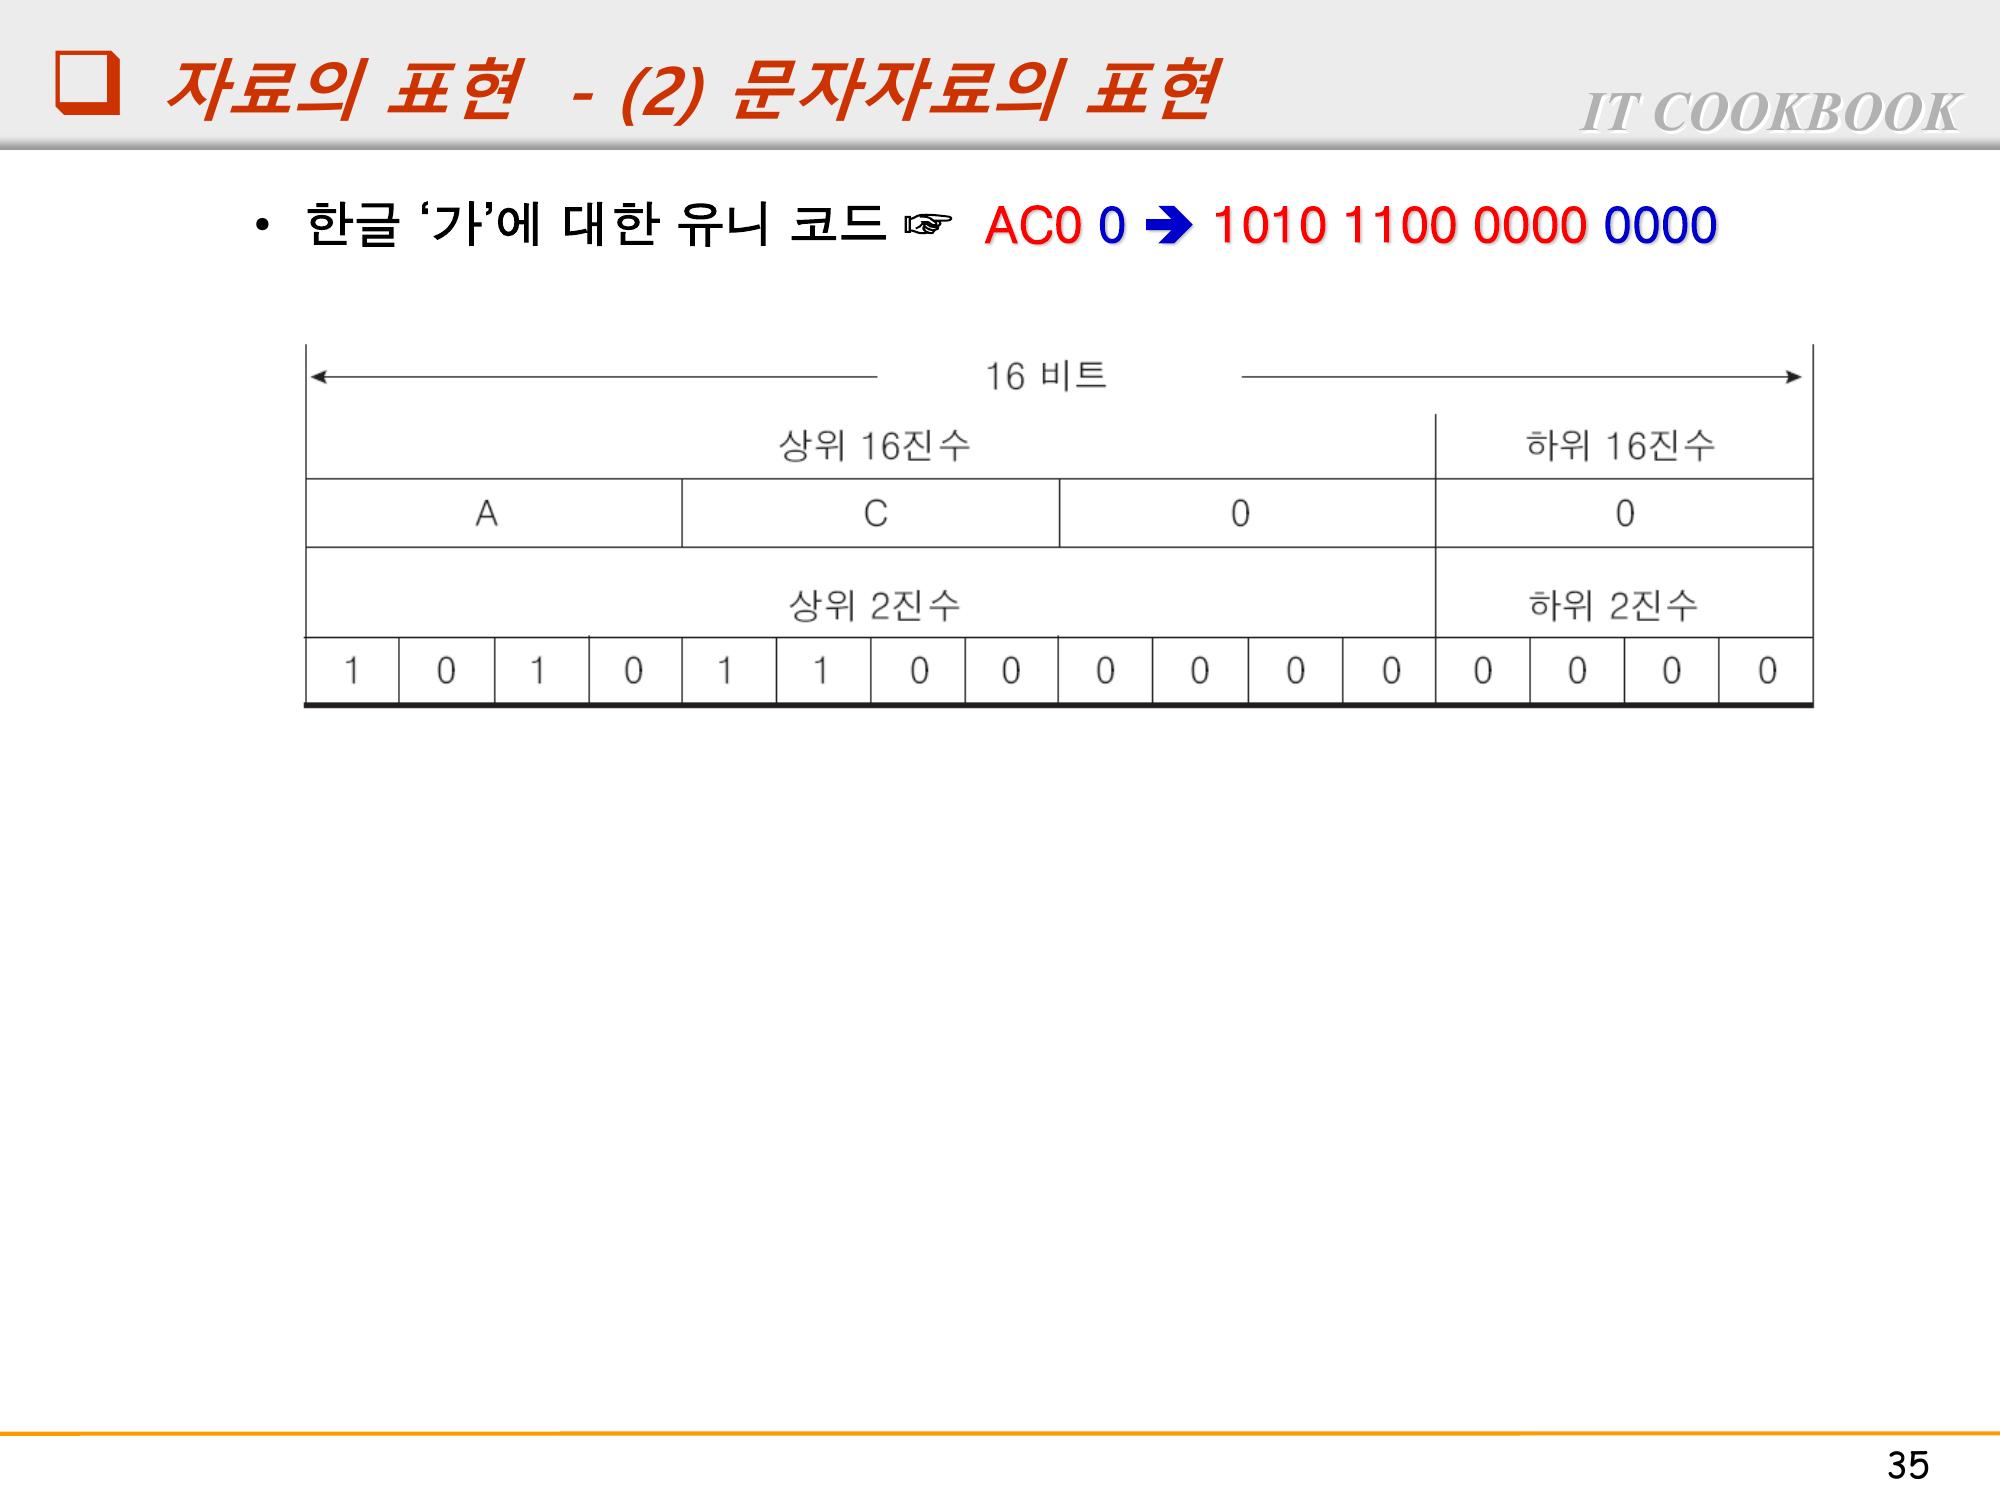 ❑ 자료의 표현 - (2) 문자자료의 표현
IT COOKBOOK
• 한글 ‘가’에 대한 유니 코드 ☞ AC0 0 ➔ 1010 1100 0000 0000
16 비트
상위 16진수 하위 16진수
A C 0 0
상위 2진수 하위 2진수
1 0 1 0 1 1 0 0 0 0 0 0 0 0 0 0
35